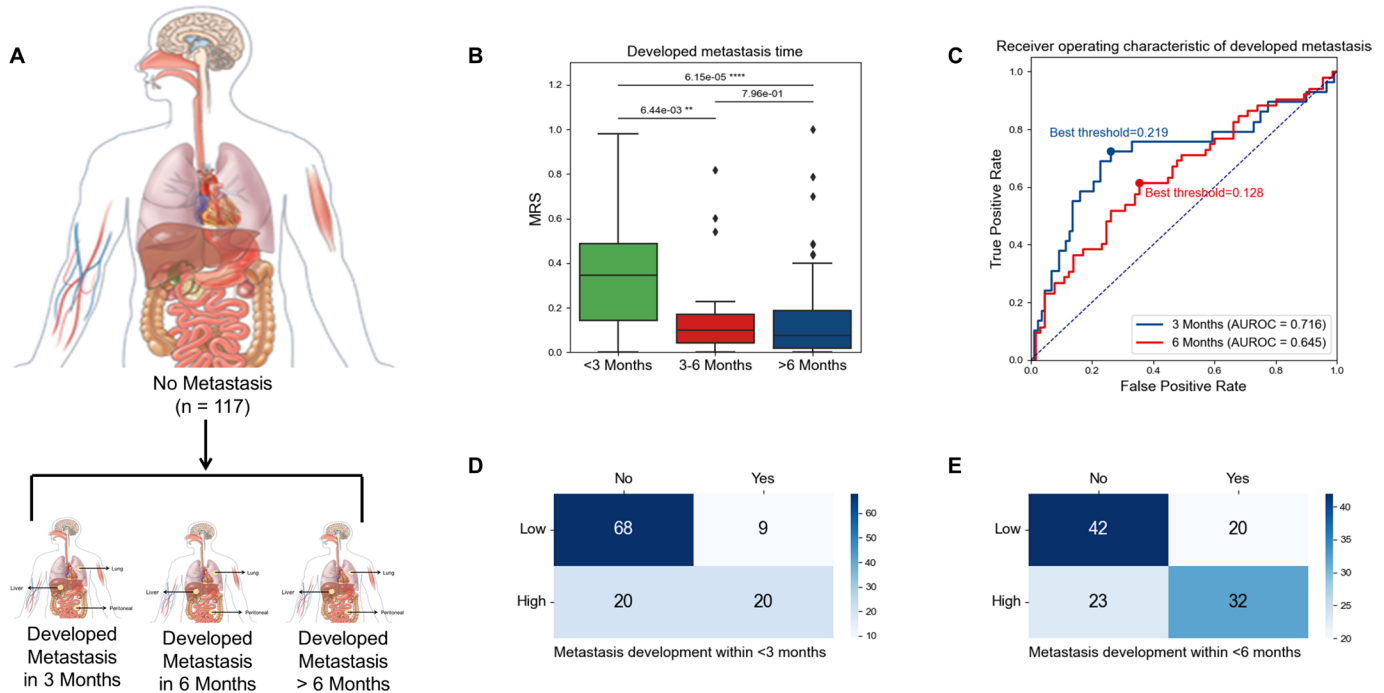 A
No Metastasis
(n = 117)
Lung
Liver
Peritoneal
Developed
Metastasis
in 3 Months
Lung
Liver
Peritoneal
Developed
Metastasis
in 6 Months
Lung
Liver
Peritoneal
Developed
Metastasis
> 6 Months
B
Developed metastasis time
6.15e-05 ****
7.96e-01
6.44e-03 **
MRS
1.2
1.0
0.8
0.6
0.4
0.2
0.0
<3 Months 3-6 Months >6 Months
C
Receiver operating characteristic of developed metastasis
True Positive Rate
1.0
0.8
0.6
0.4
0.2
0.0
Best threshold=0.219
Best threshold=0.128
3 Months (AUROC = 0.716)
6 Months (AUROC = 0.645)
0.0 0.2 0.4 0.6 0.8 1.0
False Positive Rate
D
No Yes
Low 68 9
High 20 20
60
50
40
30
20
10
Metastasis development within <3 months
E
No Yes
Low 42 20
High 23 32
40
35
30
25
20
Metastasis development within <6 months